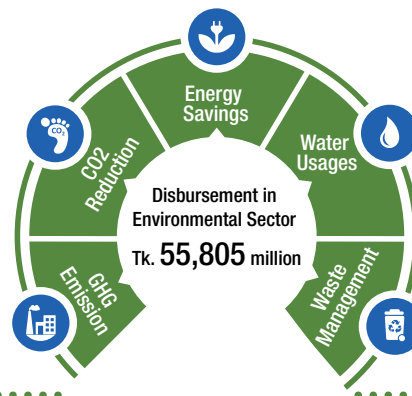 Energy
Savings
CO2
Reduction
CO₂
Water
Usages
Disbursement in
Environmental Sector
Tk. 55,805 million
GHG
Emission
Waste
Management